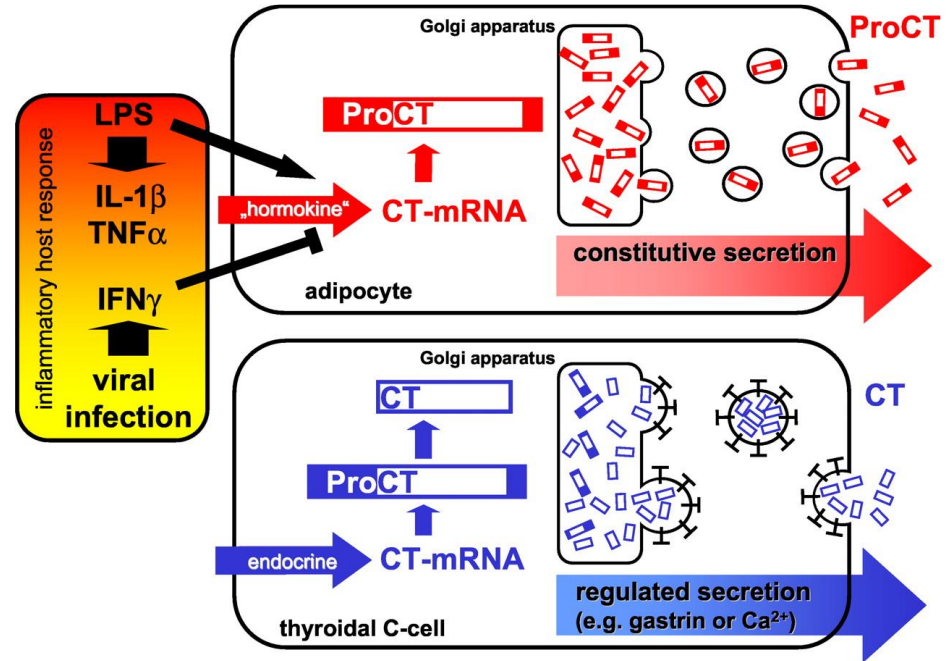 inflammatory host response
LPS
IL-1β
TNFα
IFNγ
viral
infection
Golgi apparatus
ProCT
ProCT
„hormokine“
CT-mRNA
constitutive secretion
adipocyte
Golgi apparatus
CT
CT
ProCT
endocrine
CT-mRNA
regulated secretion
(e.g. gastrin or Ca²⁺)
thyroidal C-cell